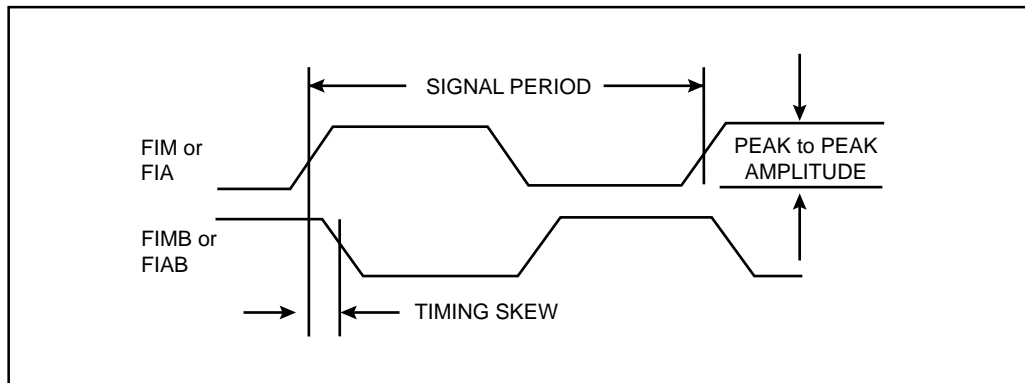 SIGNAL PERIOD
FIM or
FIA
PEAK to PEAK
AMPLITUDE
FIMB or
FIAB
TIMING SKEW